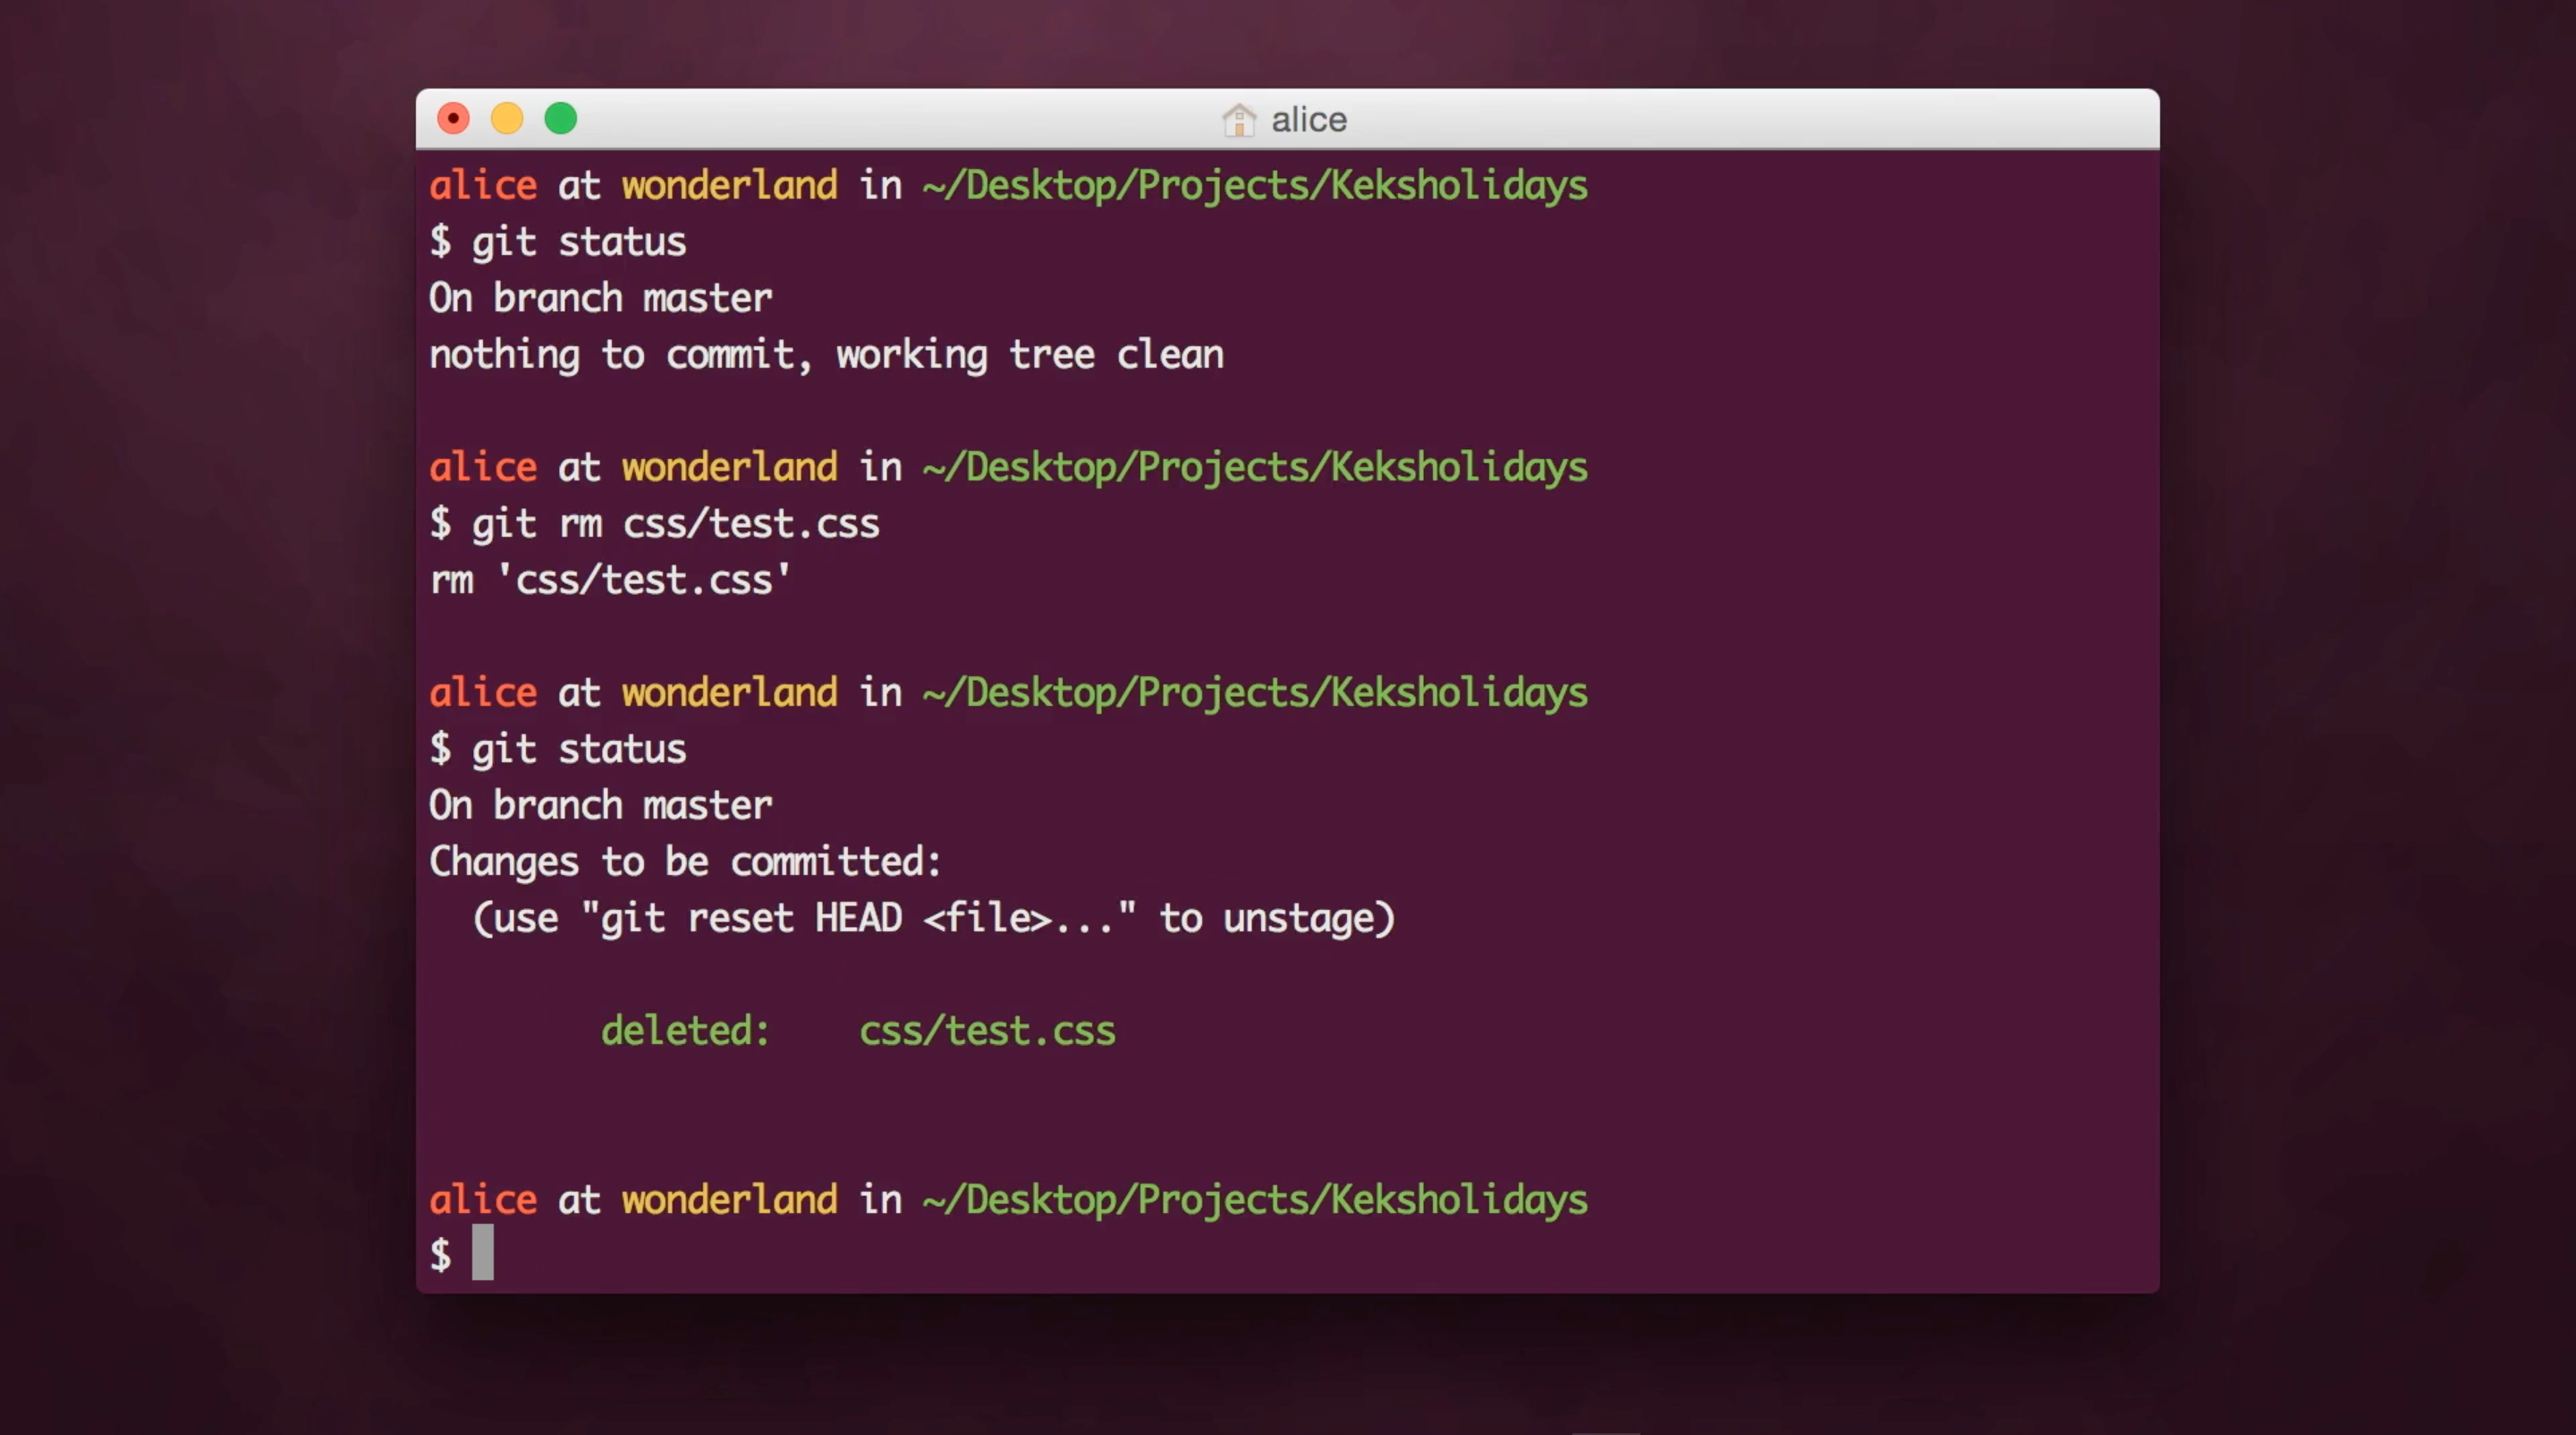 alice
alice at wonderland in ~/Desktop/Projects/Keksholidays
$ git status
On branch master
nothing to commit, working tree clean
alice at wonderland in ~/Desktop/Projects/Keksholidays
$ git rm css/test.css
rm 'css/test.css'
alice at wonderland in ~/Desktop/Projects/Keksholidays
$ git status
On branch master
Changes to be committed:
  (use "git reset HEAD <file>..." to unstage)
        deleted:    css/test.css
alice at wonderland in ~/Desktop/Projects/Keksholidays
$